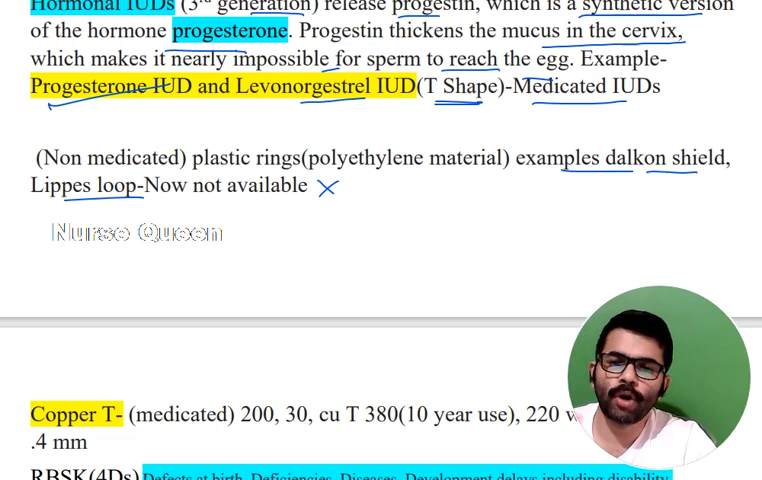 Hormonal IUDs (3rd generation) release progestin, which is a synthetic version
of the hormone progesterone. Progestin thickens the mucus in the cervix,
which makes it nearly impossible for sperm to reach the egg. Example-
Progesterone IUD and Levonorgestrel IUD(T Shape)-Medicated IUDs
(Non medicated) plastic rings(polyethylene material) examples dalkon shield,
Lippes loop-Now not available
Nurse Queen
Copper T- (medicated) 200, 30, cu T 380(10 year use), 220
.4 mm
RBSK(4Ds) Defects at birth, Deficiencies, Diseases, Development delays including disability